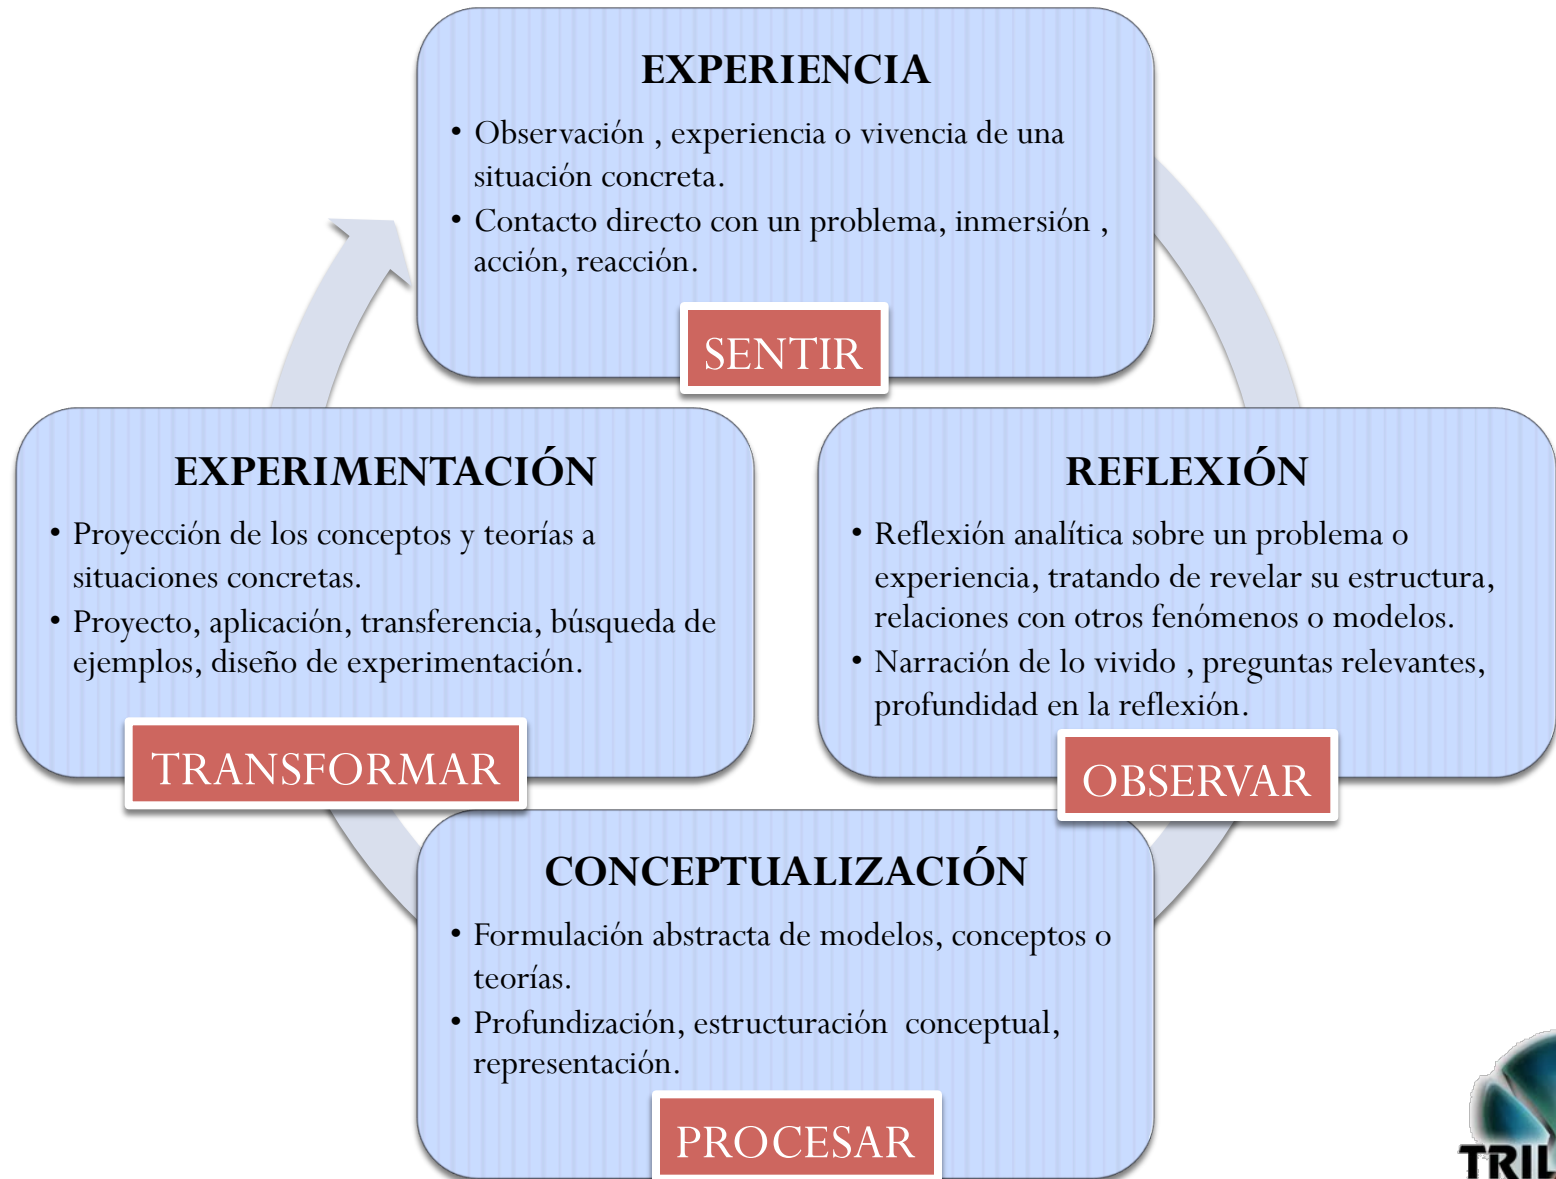 EXPERIENCIA
• Observación , experiencia o vivencia de una
situación concreta.
• Contacto directo con un problema, inmersión ,
acción, reacción.
SENTIR
EXPERIMENTACIÓN
• Proyección de los conceptos y teorías a
situaciones concretas.
• Proyecto, aplicación, transferencia, búsqueda de
ejemplos, diseño de experimentación.
TRANSFORMAR
REFLEXIÓN
• Reflexión analítica sobre un problema o
experiencia, tratando de revelar su estructura,
relaciones con otros fenómenos o modelos.
• Narración de lo vivido , preguntas relevantes,
profundidad en la reflexión.
OBSERVAR
CONCEPTUALIZACIÓN
• Formulación abstracta de modelos, conceptos o
teorías.
• Profundización, estructuración  conceptual,
representación.
PROCESAR